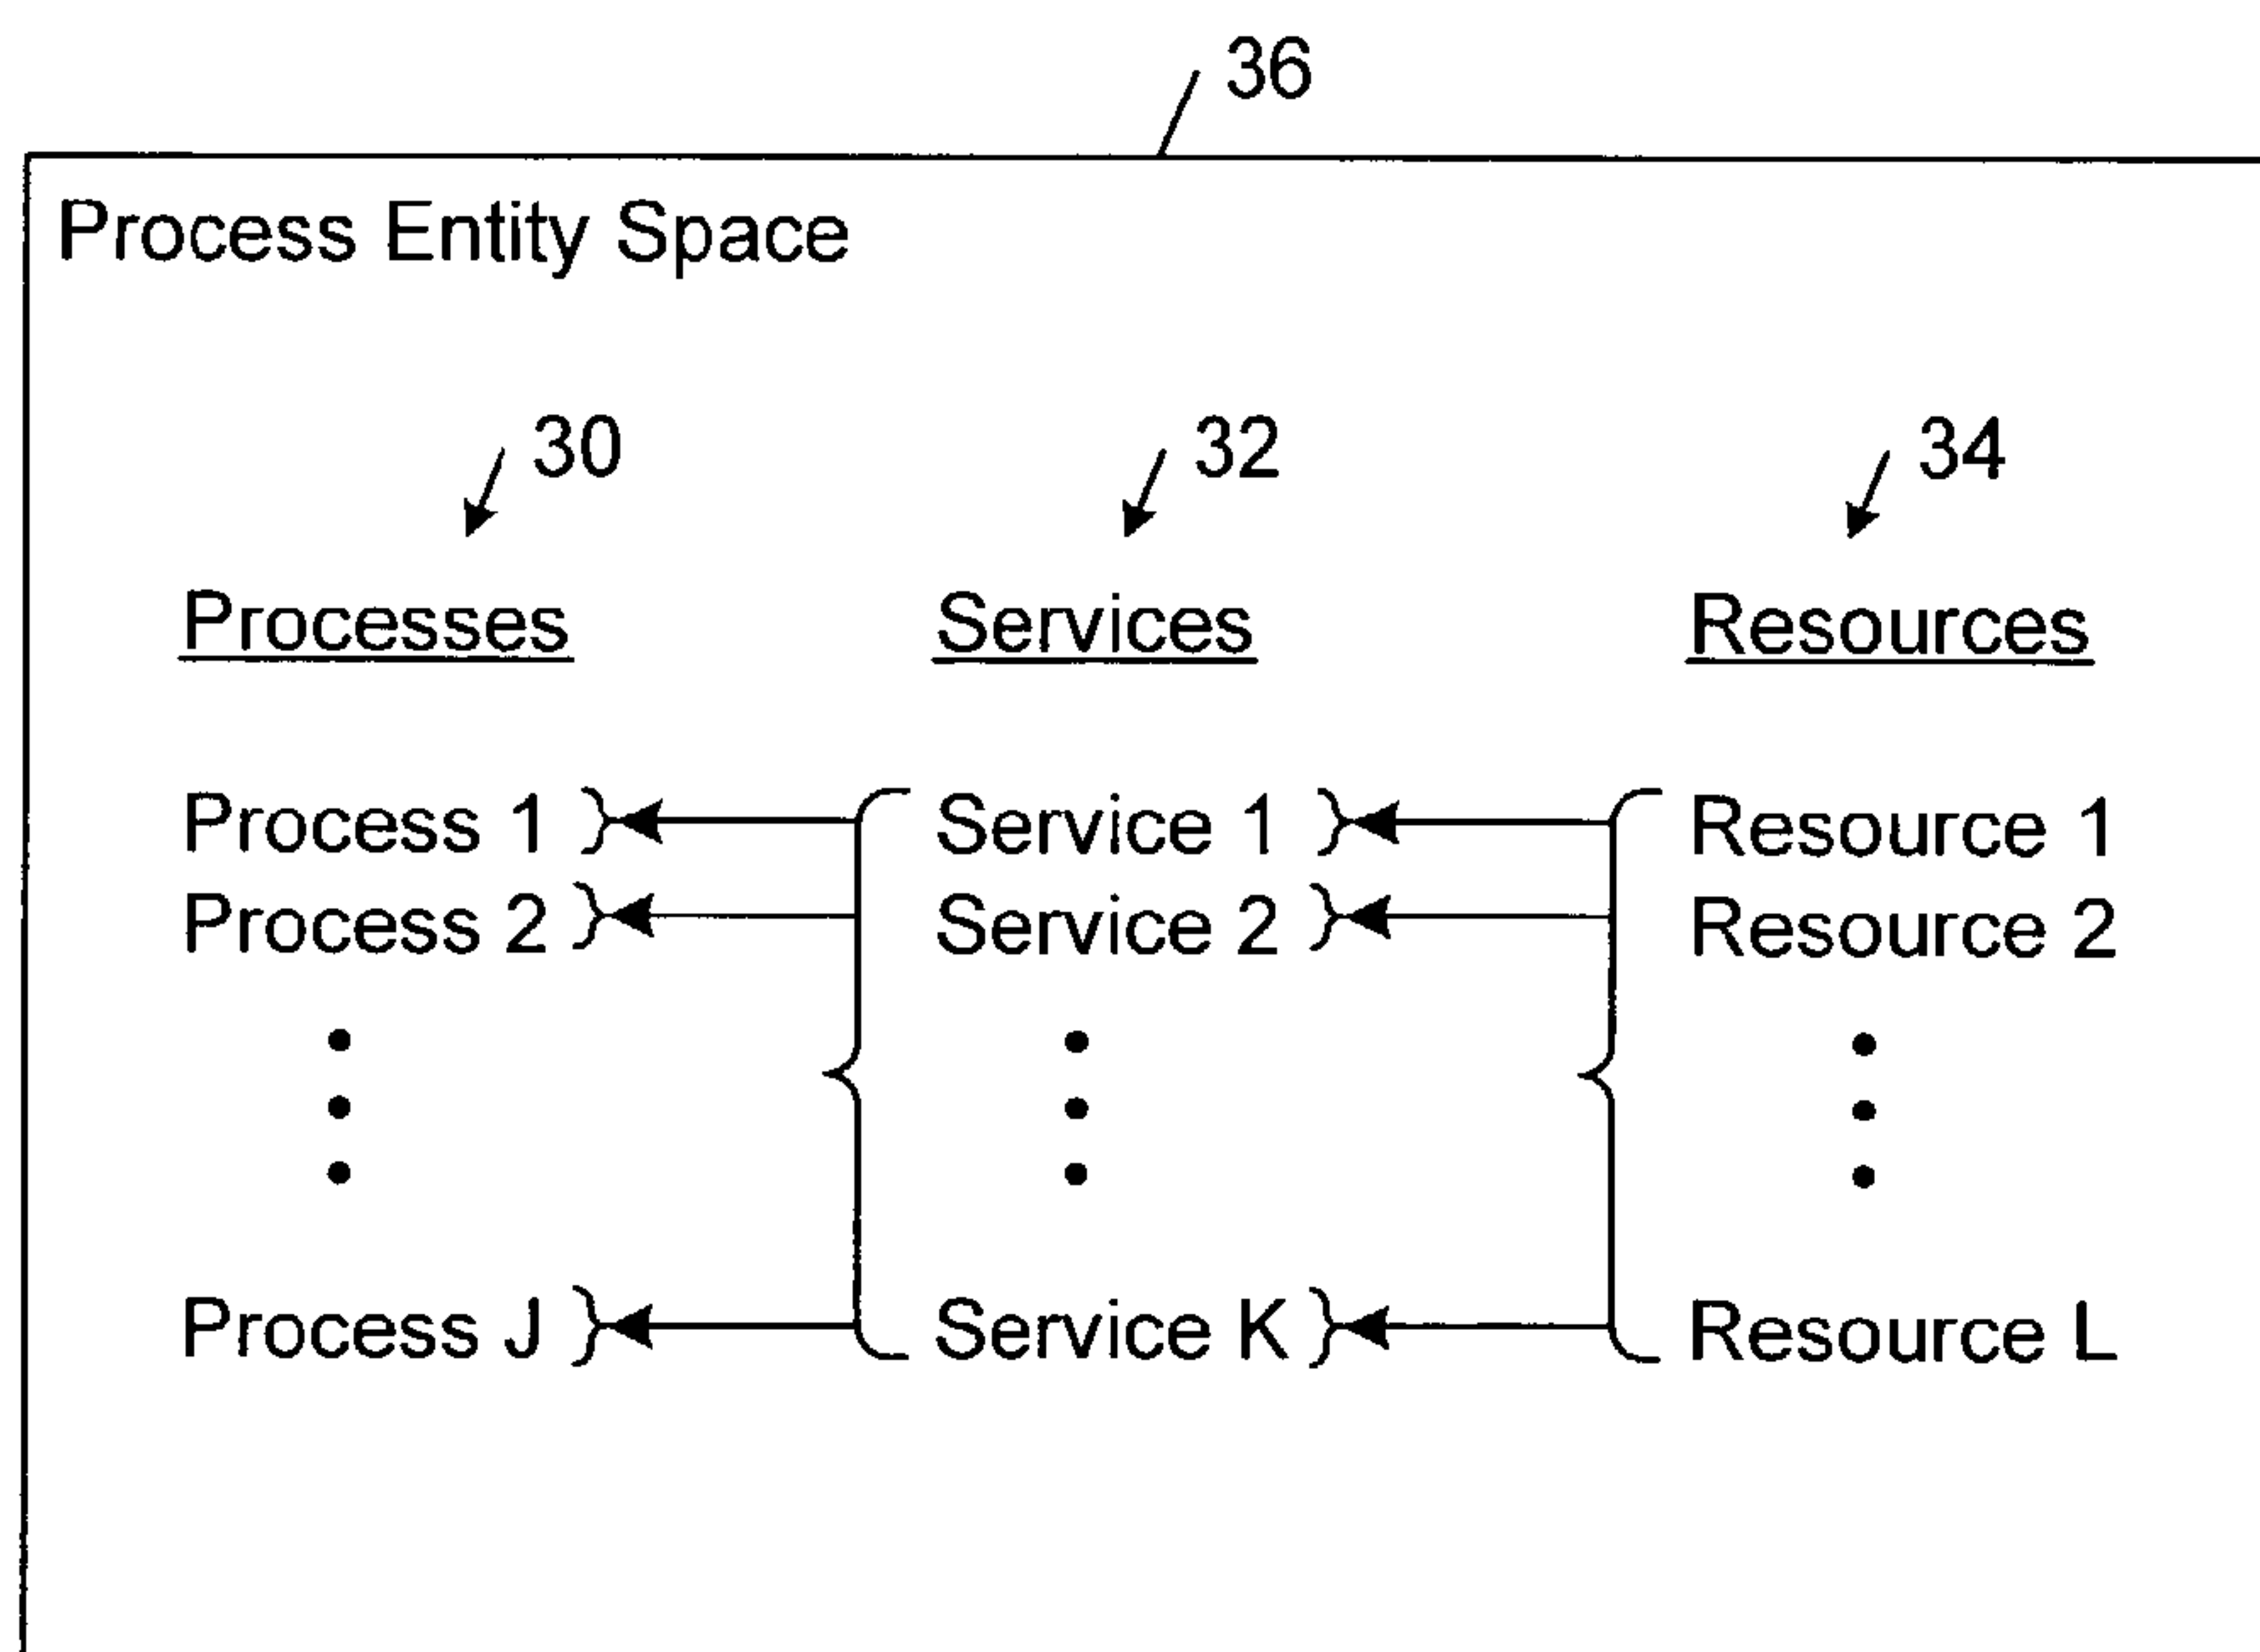 36
Process Entity Space
30 32 34
Processes Services Resources
Process 1 Service 1 Resource 1
Process 2 Service 2 Resource 2
Process J Service K Resource L